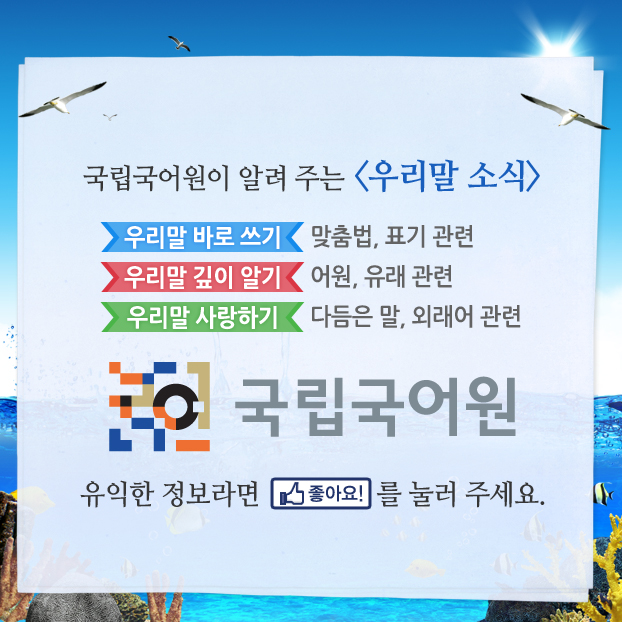 국립국어원이 알려 주는 〈우리말 소식〉
우리말 바로 쓰기 맞춤법, 표기 관련
우리말 깊이 알기 어원, 유래 관련
우리말 사랑하기 다듬은 말, 외래어 관련
국립국어원
유익한 정보라면 좋아요! 를 눌러 주세요.